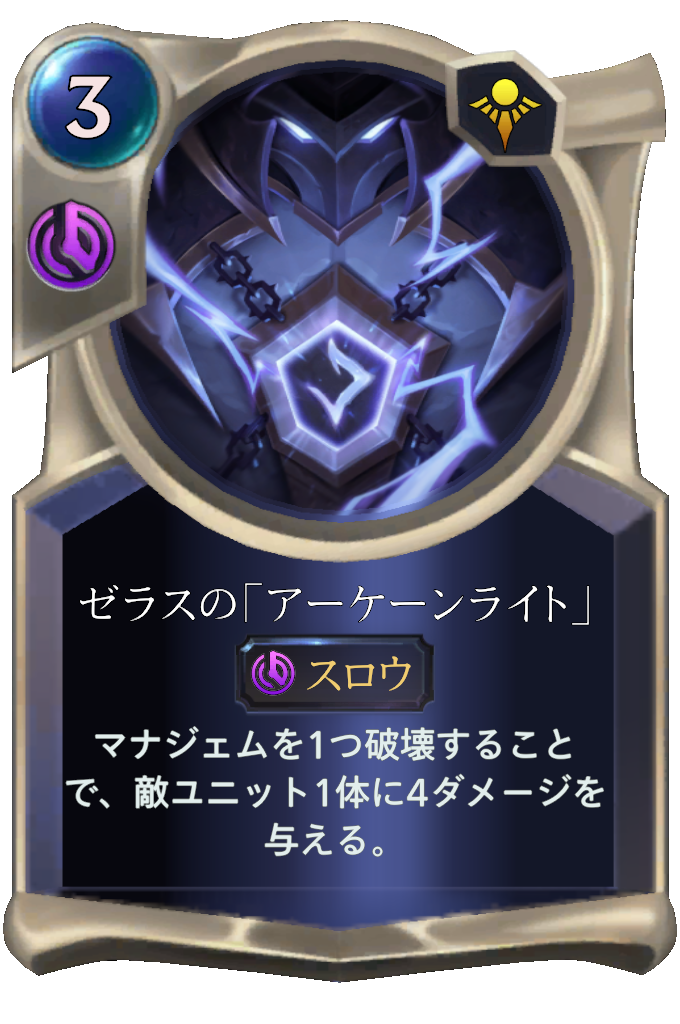 3
ゼラスの「アーケーンライト」
スロウ
マナジェムを1つ破壊すること
で、敵ユニット1体に4ダメージを
与える。